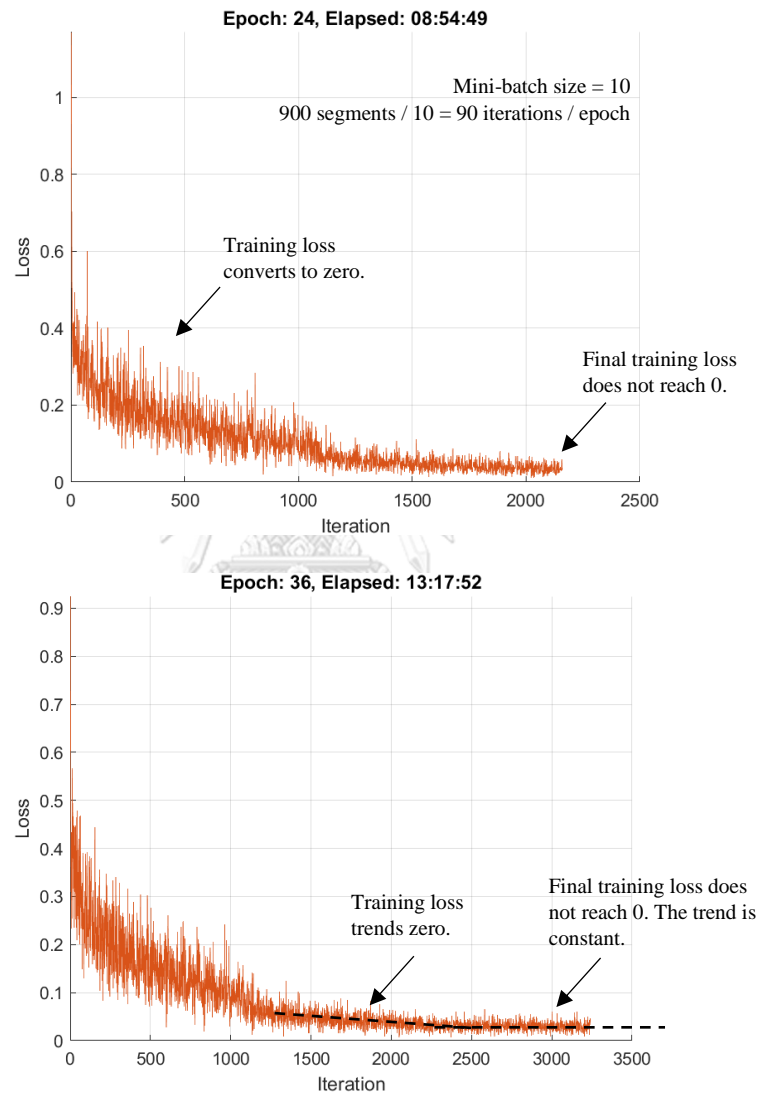 Epoch: 24, Elapsed: 08:54:49
Mini-batch size = 10
900 segments / 10 = 90 iterations / epoch
1
0.8
0.6
0.4
0.2
0
Loss
Training loss
converts to zero.
Final training loss
does not reach 0.
0
500
1000
1500
2000
2500
Iteration
Epoch: 36, Elapsed: 13:17:52
0.9
0.8
0.7
0.6
0.5
0.4
0.3
0.2
0.1
0
Loss
Training loss
trends zero.
Final training loss does
not reach 0. The trend is
constant.
0
500
1000
1500
2000
2500
3000
3500
Iteration